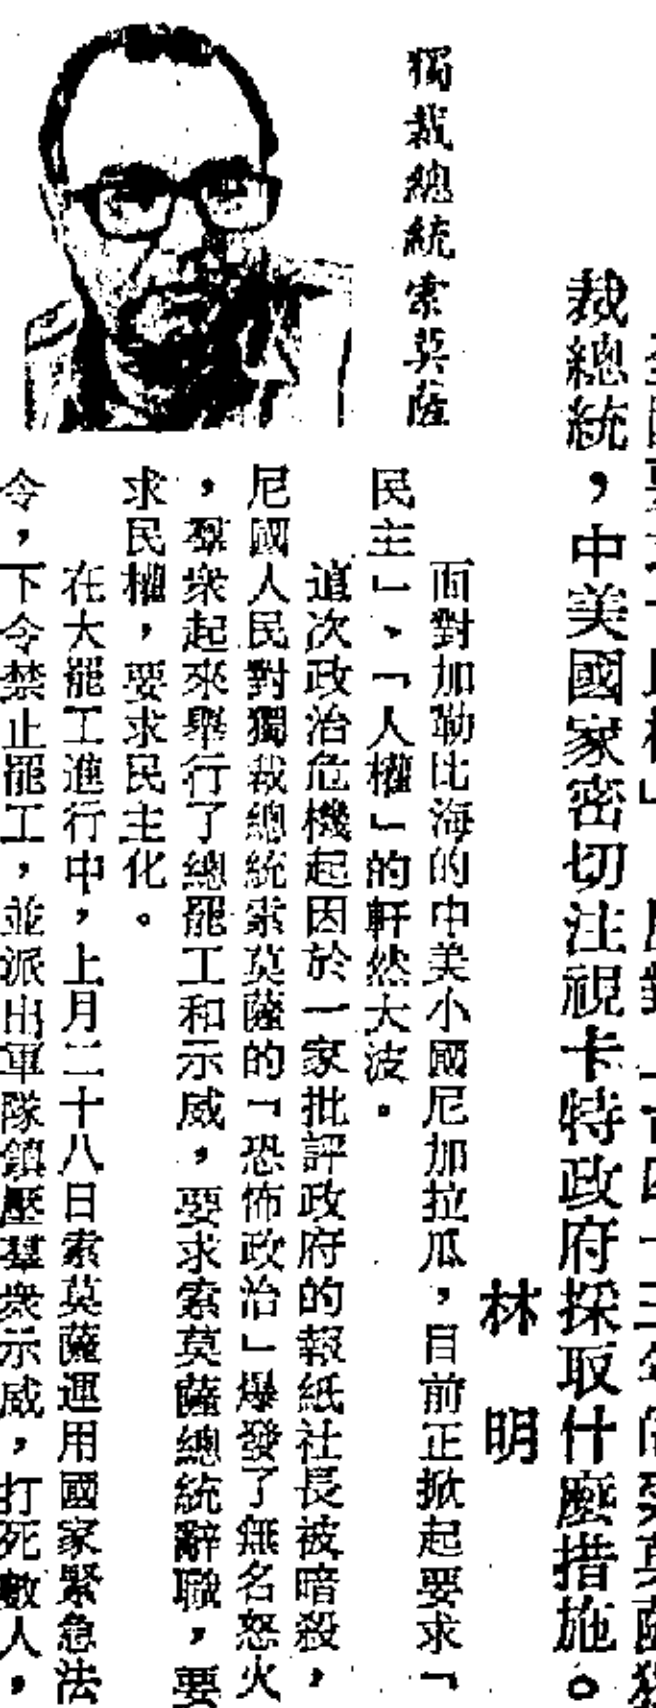 裁總統，中美國家密切注視卡特政府採取什麼措施。
林明
獨裁總統索莫薩
面對加勒比海的中美小國尼加拉瓜，目前正掀起要求「
民主」、「人權」的軒然大波。
這次政治危機起因於一家批評政府的報紙社長被暗殺，
尼國人民對獨裁總統索莫薩的「恐怖政治」爆發了無名怒火
，羣衆起來舉行了總罷工和示威，要求索莫薩總統辭職，要
求民權，要求民主化。
在大罷工進行中，上月二十八日索莫薩運用國家緊急法
令，下令禁止罷工，並派出軍隊鎮壓羣衆示威，打死數人，